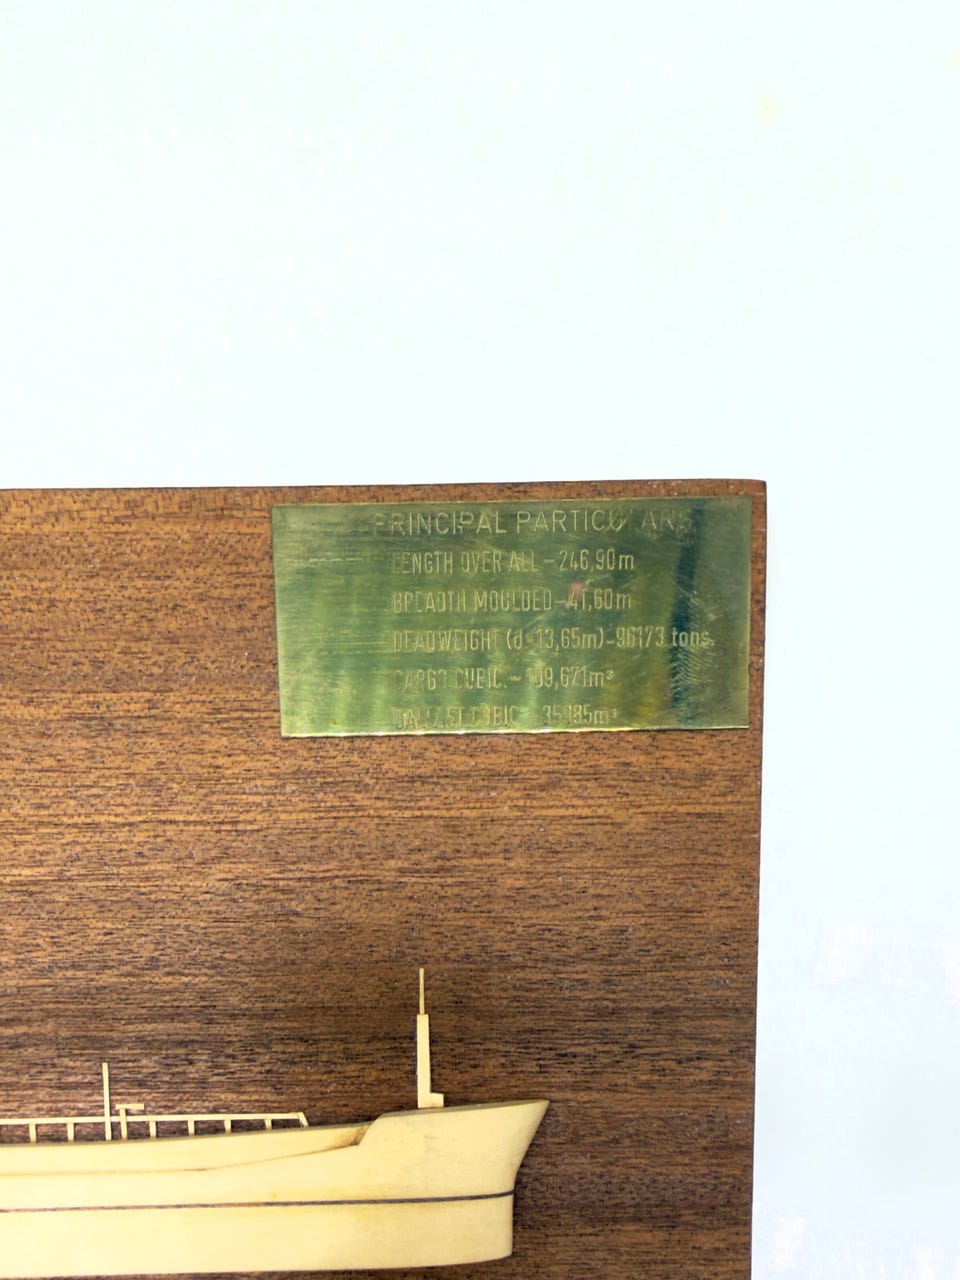 PRINCIPAL PARTICULARS
LENGTH OVER ALL - 246,90m
BREADTH MOULDED - 41,60m
DEADWEIGHT (d=13,65m) - 96173 tons.
CARGO CUBIC. - 109,671m³
BALLAST CUBIC - 35985m³